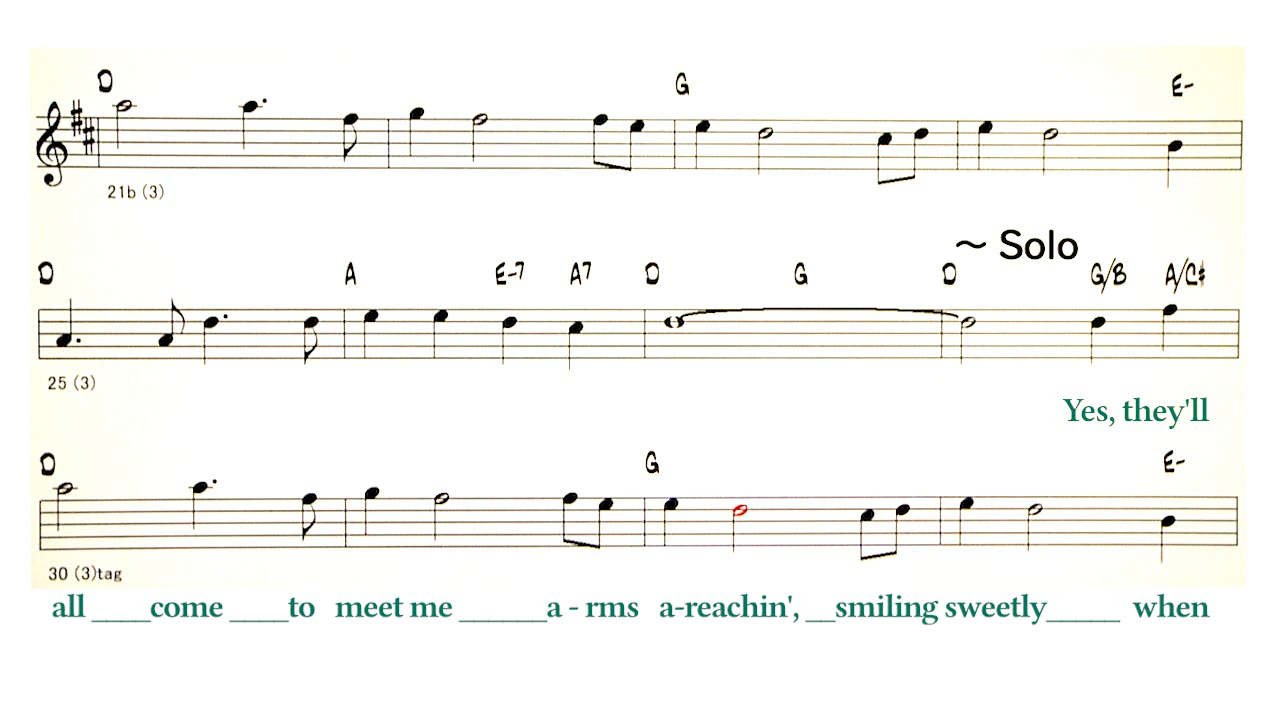 D G E-
21b (3)
~ Solo
D A E-7 A7 D G D G/B A/C♯
25 (3)
Yes, they'll
D G E-
30 (3)tag
all ____come ____to meet me ______a - rms a-reachin', __smiling sweetly_____ when